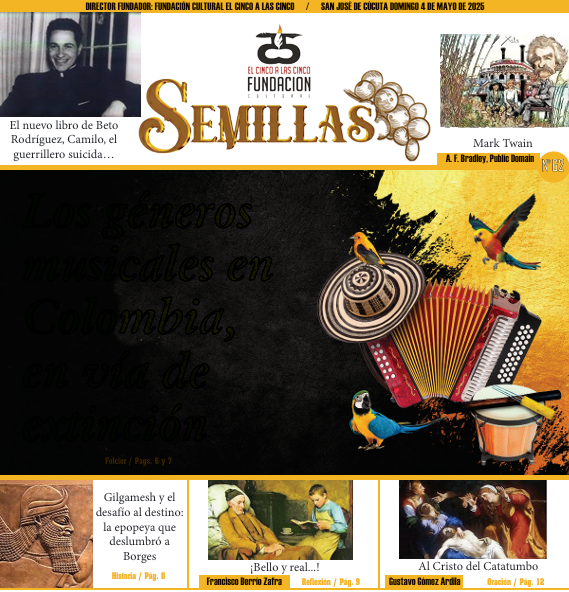 DIRECTOR FUNDADOR: FUNDACIÓN CULTURAL EL CINCO A LAS CINCO / SAN JOSÉ DE CÚCUTA DOMINGO 4 DE MAYO DE 2025
EL CINCO A LAS CINCO
FUNDACION
CULTURAL
SEMILLAS
El nuevo libro de Beto
Rodríguez, Camilo, el
guerrillero suicida…
Mark Twain
A. F. Bradley, Public Domain
Los géneros
musicales en
Colombia,
en vía de
extinción
Folclor / Pags. 6 y 7
Gilgamesh y el
desafío al destino:
la epopeya que
deslumbró a
Borges
Historia / Pág. 8
¡Bello y real...!
Francisco Berrío Zafra Reflexión / Pág. 9
Al Cristo del Catatumbo
Gustavo Gómez Ardila Oración / Pág. 12